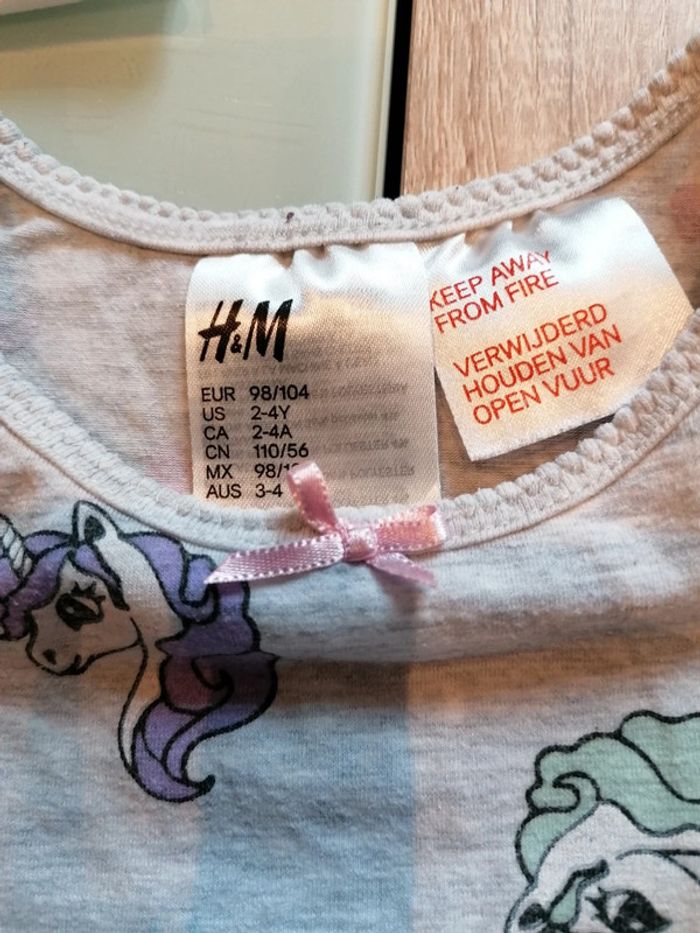 H&M
EUR 98/104
US 2-4Y
CA 2-4A
CN 110/56
MX 98/1
AUS 3-4
KEEP AWAY
FROM FIRE
VERWIJDERD
HOUDEN VAN
OPEN VUUR